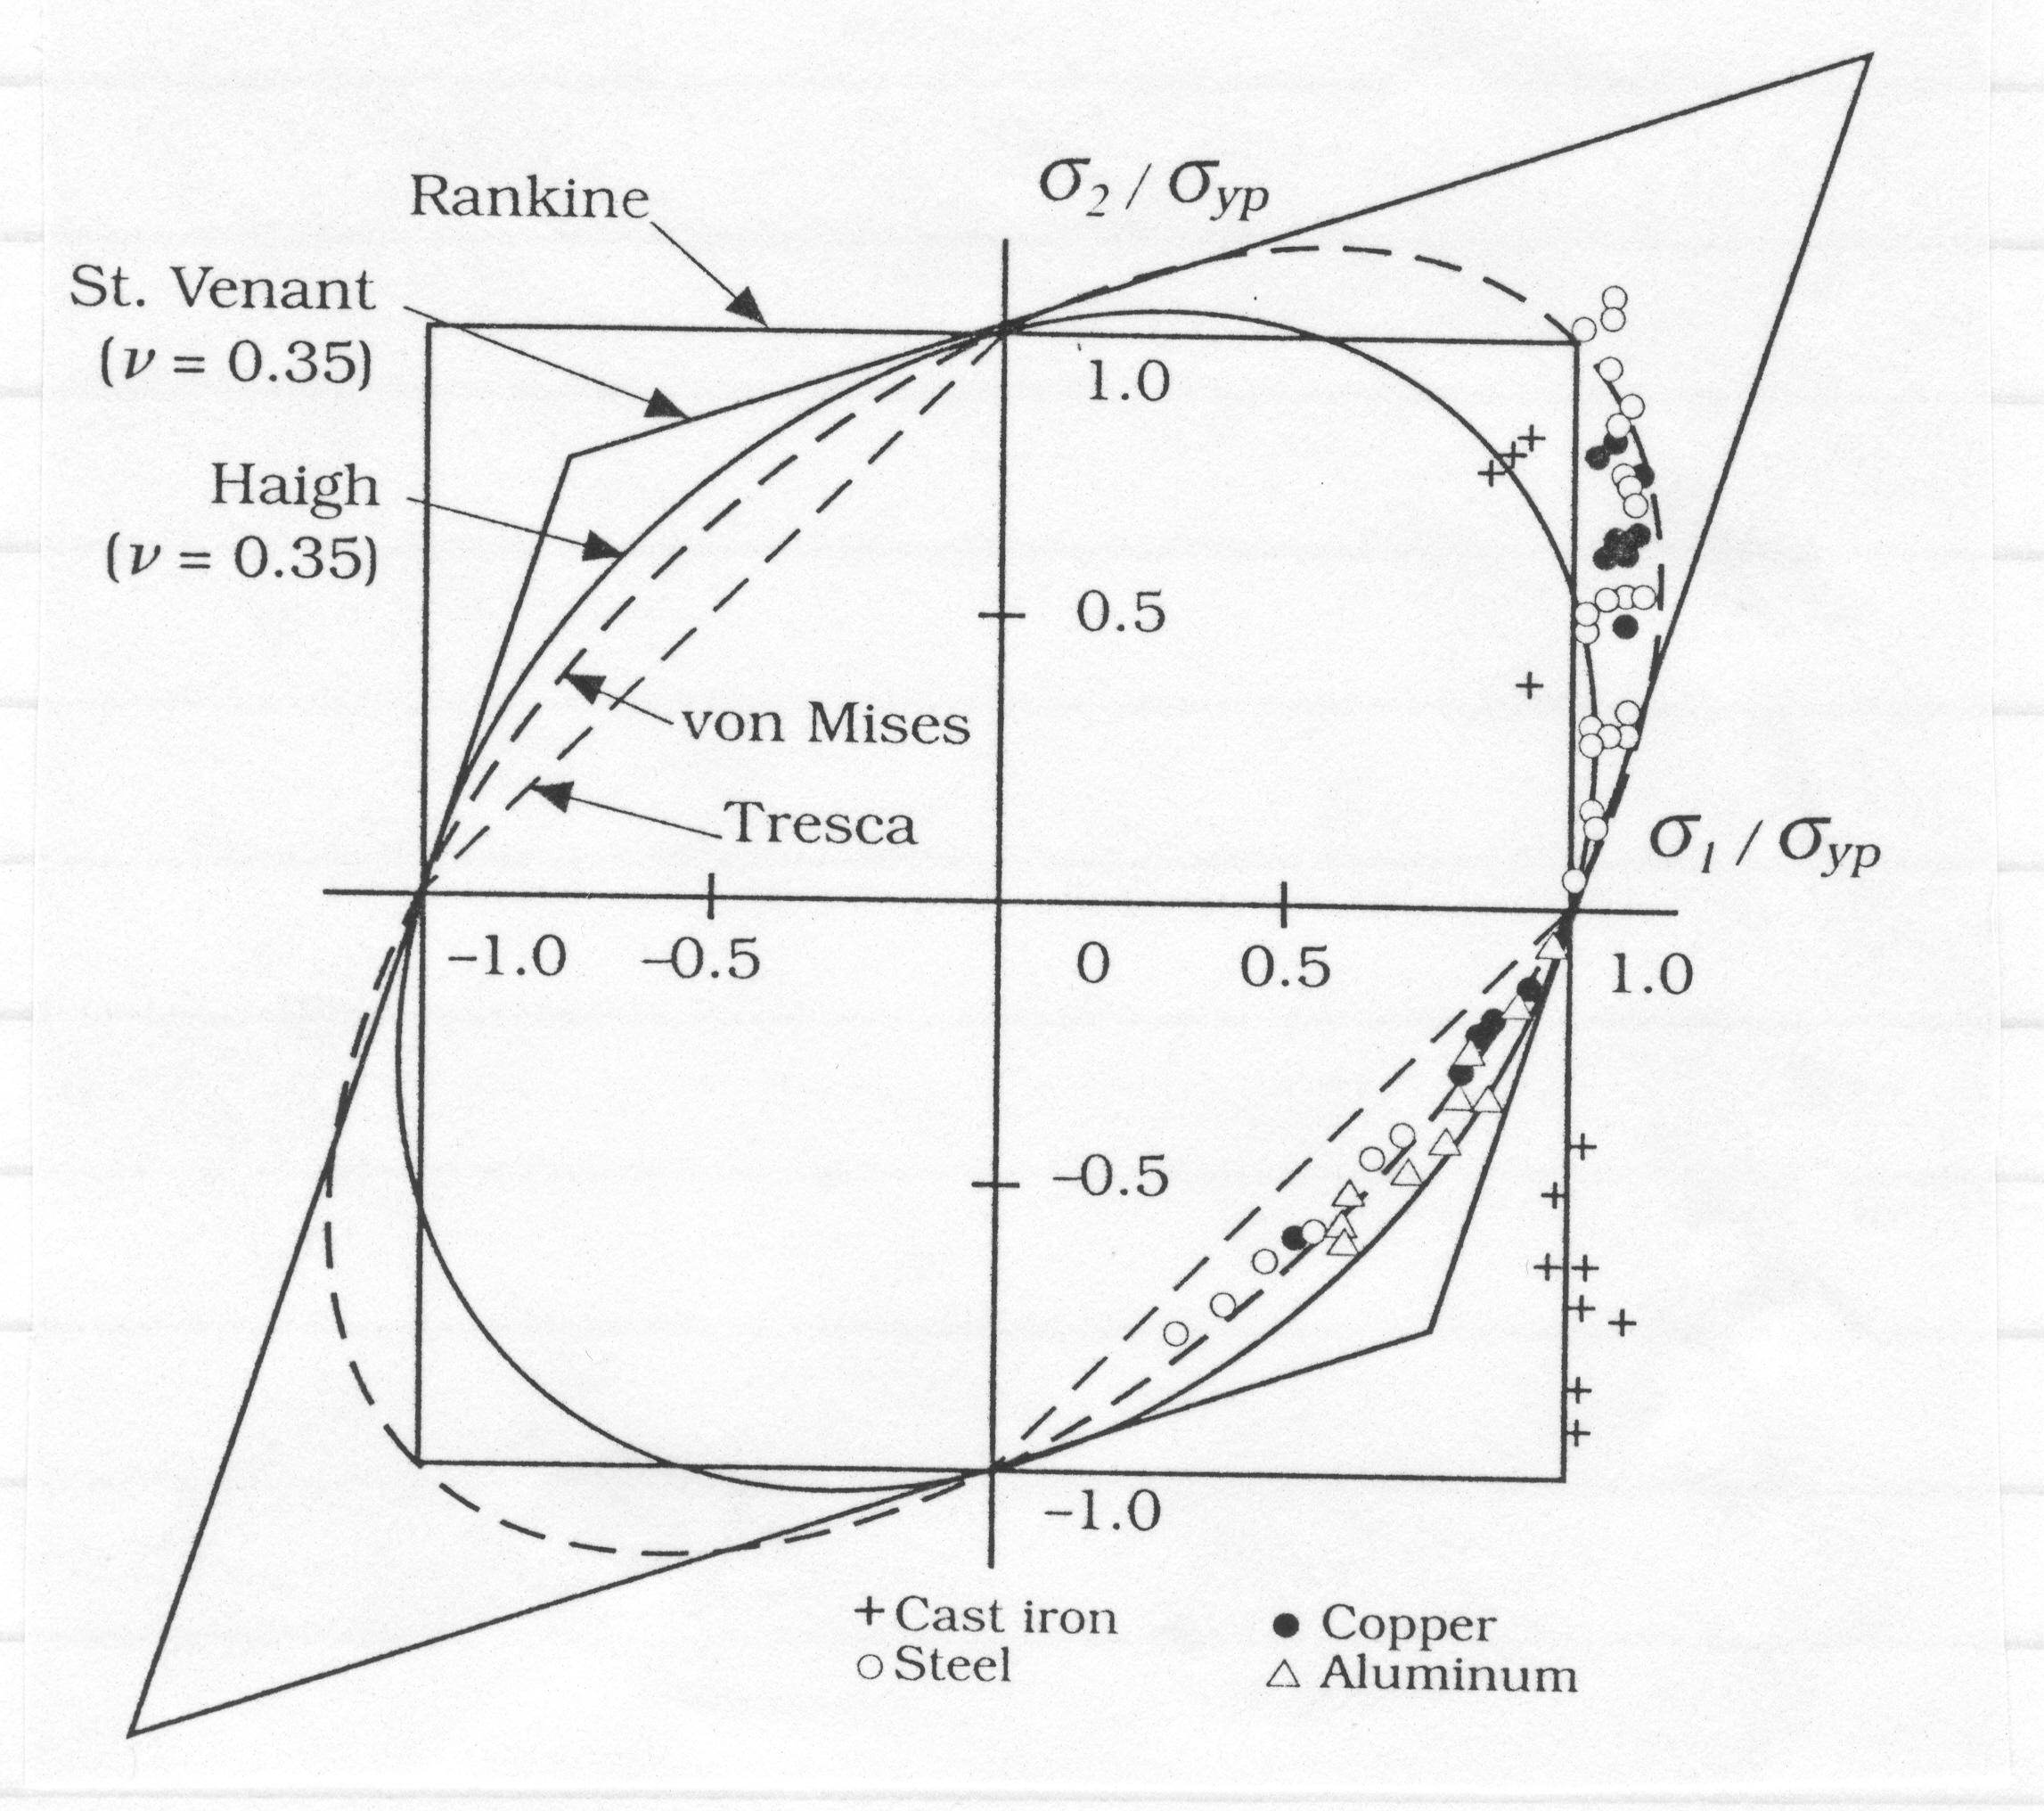 σ2 / σyp
Rankine
St. Venant
(ν = 0.35)
1.0
Haigh
(ν = 0.35)
0.5
von Mises
Tresca
σ1 / σyp
–1.0 –0.5 0 0.5 1.0
–0.5
–1.0
+ Cast iron ● Copper
○ Steel △ Aluminum